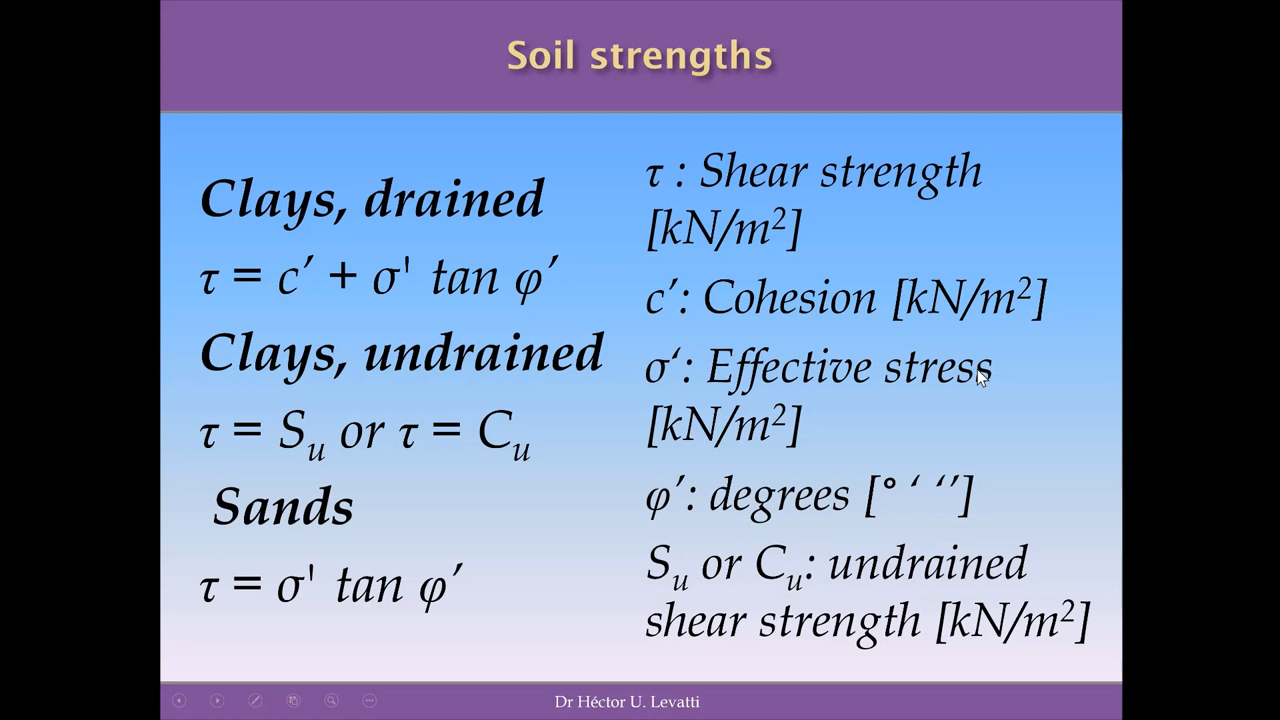 Soil strengths
Clays, drained
τ = c’ + σ' tan φ’
Clays, undrained
τ = Sᵤ or τ = Cᵤ
Sands
τ = σ' tan φ’
τ : Shear strength
[kN/m²]
c’: Cohesion [kN/m²]
σ‘: Effective stress
[kN/m²]
φ’: degrees [° ‘ ‘’]
Sᵤ or Cᵤ: undrained
shear strength [kN/m²]
Dr Héctor U. Levatti